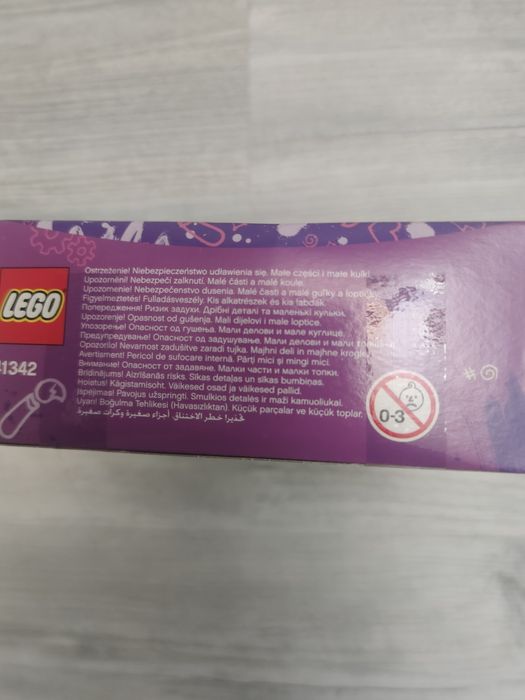 Ostrzeżenie! Niebezpieczeństwo udławienia się. Małe części i małe kulki.
Upozornění! Nebezpečí zalknutí. Malé části a malé koule.
Upozornenie! Nebezpečenstvo dusenia. Malé časti a malé guľky a loptičky.
Figyelmeztetés! Fulladásveszély. Kis alkatrészek és kis labdák.
Попередження! Ризик задухи. Дрібні деталі та маленькі кульки.
Upozorenje! Opasnost od gušenja. Mali dijelovi i male loptice.
Упозорење! Опасност од гушења. Мали делови и мале куглице.
Предупредување! Опасност од задушување. Мали делови и мали топчиња.
Opozorilo! Nevarnost zadušitve zaradi tujka. Majhni deli in majhne kroglice.
Avertisment! Pericol de sufocare internă. Părți mici și mingi mici.
Внимание! Опасност от задавяне. Малки части и малки топки.
Brīdinājums! Aizrīšanās risks. Sīkas detaļas un sīkas bumbiņas.
Hoiatus! Kägistamisoht. Väikesed osad ja väikesed pallid.
Įspėjimas! Pavojus užspringti. Smulkios detalės ir maži kamuoliukai.
Uyarı! Boğulma Tehlikesi (Havasızlıktan). Küçük parçalar ve küçük toplar.
تحذير! خطر الاختناق. أجزاء صغيرة وكرات صغيرة
LEGO
41342
0-3